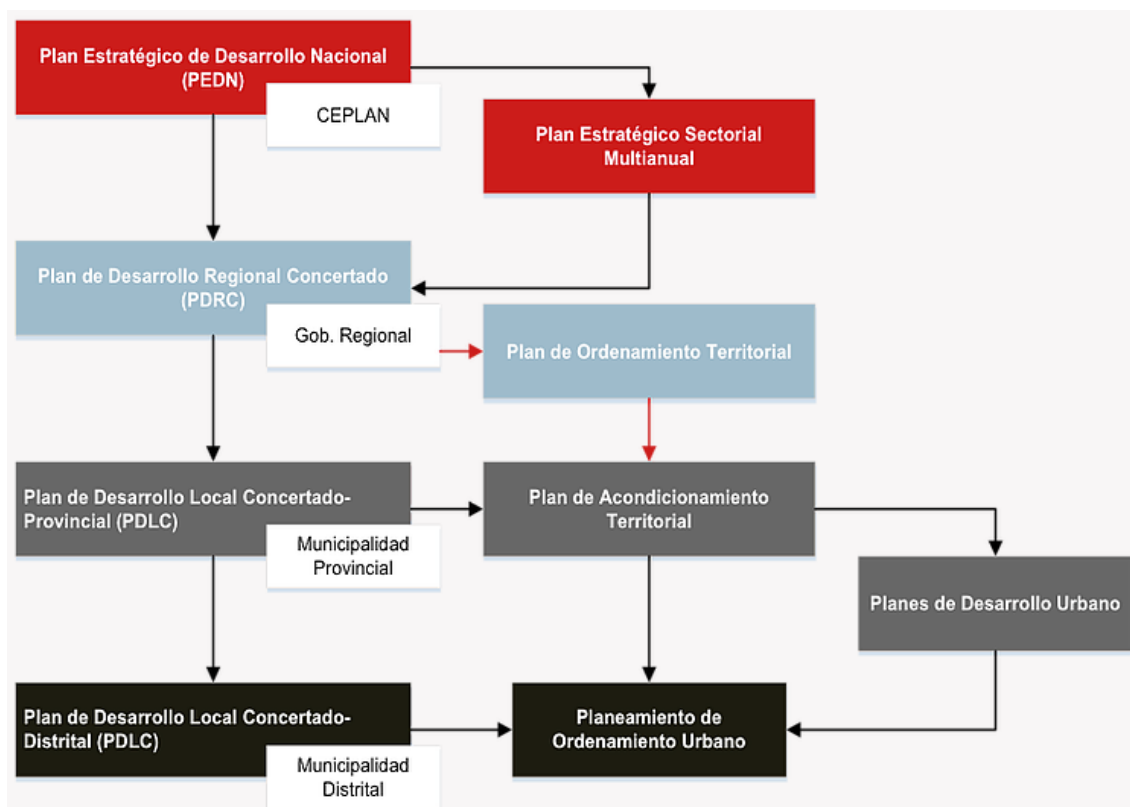 Plan Estratégico de Desarrollo Nacional
(PEDN)
CEPLAN
Plan Estratégico Sectorial
Multianual
Plan de Desarrollo Regional Concertado
(PDRC)
Gob. Regional
Plan de Ordenamiento Territorial
Plan de Desarrollo Local Concertado-
Provincial (PDLC)
Municipalidad
Provincial
Plan de Acondicionamiento
Territorial
Planes de Desarrollo Urbano
Plan de Desarrollo Local Concertado-
Distrital (PDLC)
Municipalidad
Distrital
Planeamiento de
Ordenamiento Urbano